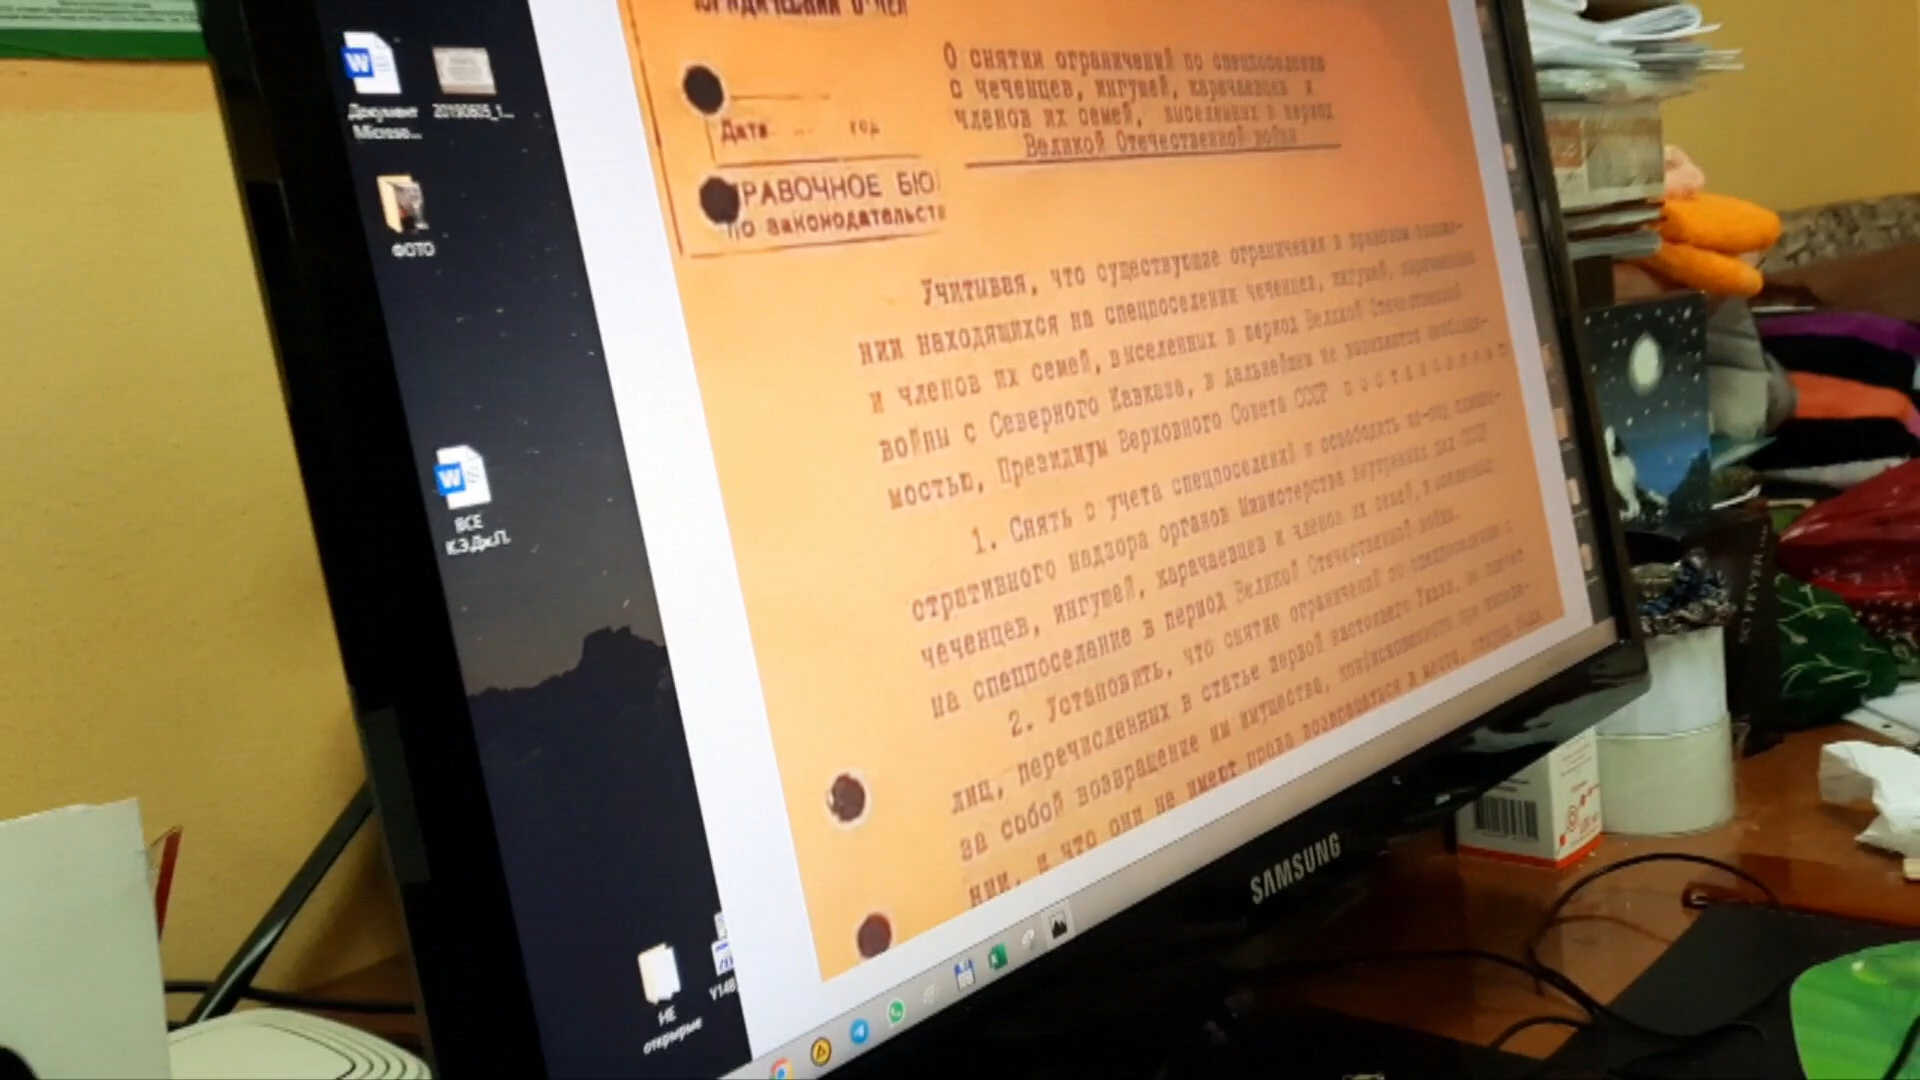 Документ
Microso...
20190805_1...
ФОТО
ВСЕ
К.Э.Дж.П.
НЕ
открытые
ЮРИДИЧЕСКИЙ
Дата год
РАВОЧНОЕ БЮ
по законодательств
О снятии ограничений по спецпоселению
с чеченцев, ингушей, карачаевцев и
членов их семей, выселенных в период
Великой Отечественной войны
Учитывая, что существующие ограничения в правовом положе-
нии находящихся на спецпоселении чеченцев, ингушей, карачаевцев
и членов их семей, выселенных в период Великой Отечественной
войны с Северного Кавказа, в дальнейшем не вызываются необходи-
мостью, Президиум Верховного Совета СССР постановляет
1. Снять с учета спецпоселений и освободить из-под админи-
стративного надзора органов Министерства внутренних дел СССР
чеченцев, ингушей, карачаевцев и членов их семей, выселенных
на спецпоселение в период Великой Отечественной войны.
2. Установить, что снятие ограничений по спецпоселению с
лиц, перечисленных в статье первой настоящего Указа, не влечет
за собой возвращение им имущества, конфискованного при выселе-
нии, и что они не имеют права возвращаться в места, откуда были
SAMSUNG